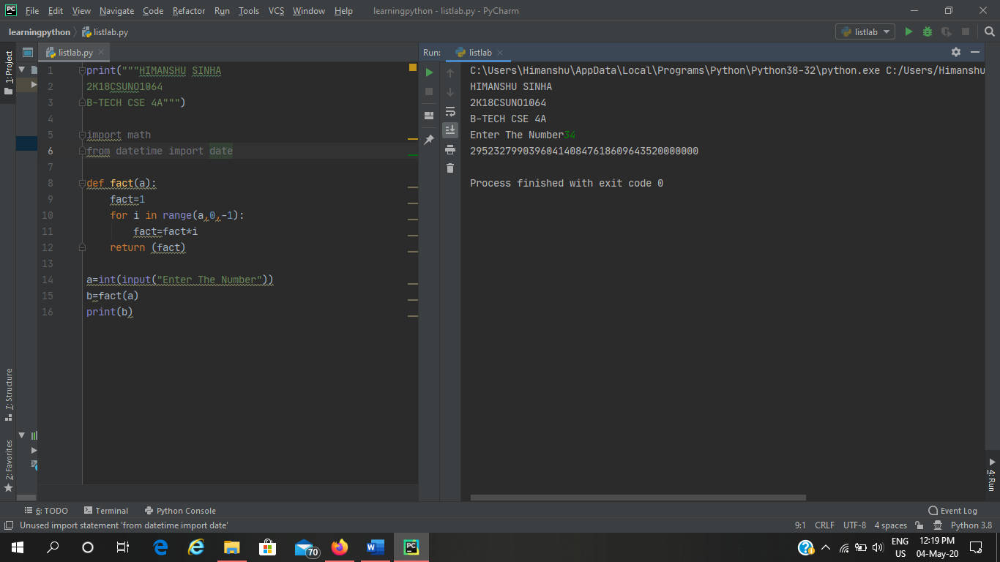 PC File Edit View Navigate Code Refactor Run Tools VCS Window Help learningpython - listlab.py - PyCharm
learningpython listlab.py listlab
listlab.py
Run: listlab
1: Project
1 print("""HIMANSHU SINHA
2 2K18CSUNO1064
3 B-TECH CSE 4A""")
4
5 import math
6 from datetime import date
7
8 def fact(a):
9 fact=1
10 for i in range(a,0,-1):
11 fact=fact*i
12 return (fact)
13
14 a=int(input("Enter The Number"))
15 b=fact(a)
16 print(b)
C:\Users\Himanshu\AppData\Local\Programs\Python\Python38-32\python.exe C:/Users/Himanshu
HIMANSHU SINHA
2K18CSUNO1064
B-TECH CSE 4A
Enter The Number34
295232799039604140847618609643520000000
Process finished with exit code 0
7: Structure
2: Favorites
4: Run
6: TODO Terminal Python Console Event Log
Unused import statement 'from datetime import date' 9:1 CRLF UTF-8 4 spaces Python 3.8
70 PC ENG 12:19 PM
US 04-May-20